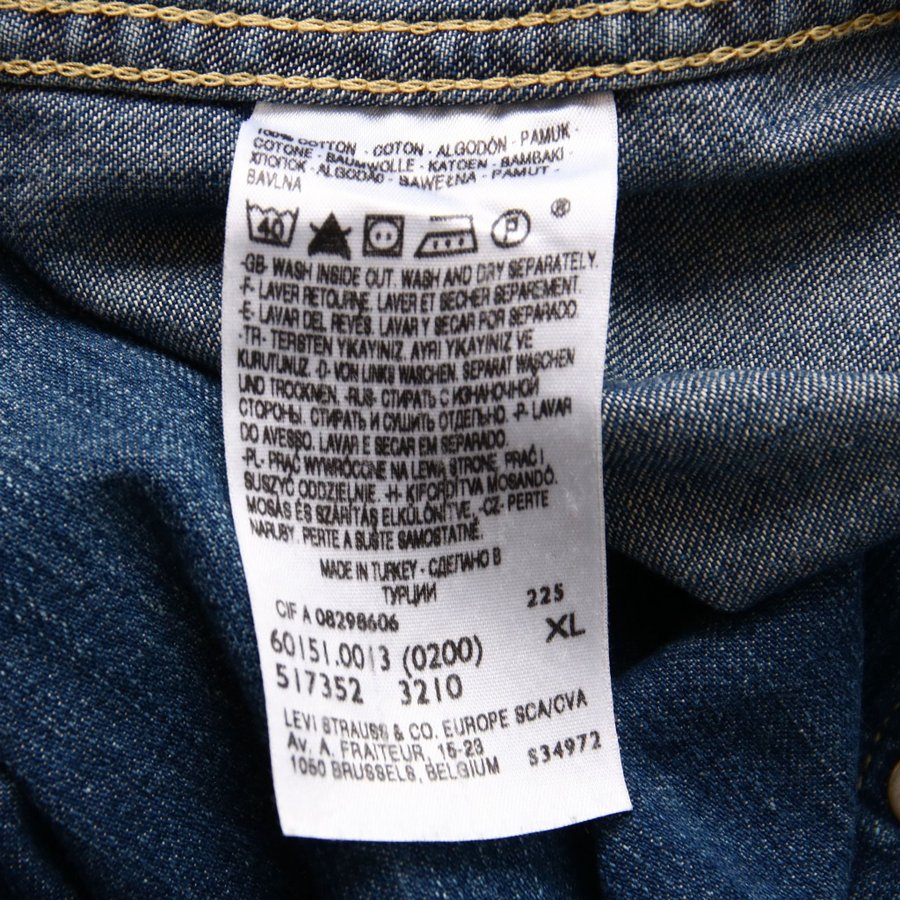 100% COTTON - COTON - ALGODÓN - PAMUK -
COTONE - BAUMWOLLE - KATOEN - BAMBAKI -
ХЛОПОК - ALGODÃO - BAWEŁNA - PAMUT -
BAVLNA
40 P ®
-GB- WASH INSIDE OUT. WASH AND DRY SEPARATELY.
-F- LAVER RETOURNE, LAVER ET SECHER SEPAREMENT.
-E- LAVAR DEL REVÉS, LAVAR Y SECAR POR SEPARADO.
-TR- TERSTEN YIKAYINIZ, AYRI YIKAYINIZ VE
KURUTUNUZ. -D- VON LINKS WASCHEN, SEPARAT WASCHEN
UND TROCKNEN. -RUS- СТИРАТЬ С ИЗНАНОЧНОЙ
СТОРОНЫ. СТИРАТЬ И СУШИТЬ ОТДЕЛЬНО. -P- LAVAR
DO AVESSO. LAVAR E SECAR EM SEPARADO.
-PL- PRAĆ WYWRÓCONE NA LEWĄ STRONĘ, PRAĆ I
SUSZYĆ ODDZIELNIE. -H- KIFORDÍTVA MOSANDÓ.
MOSÁS ÉS SZÁRÍTÁS ELKÜLÖNÍTVE. -CZ- PERTE
NARUBY. PERTE A SUŠTE SAMOSTATNĚ.
MADE IN TURKEY - СДЕЛАНО В
ТУРЦИИ
225
CIF A 08298606
XL
60151.0013 (0200)
517352 3210
LEVI STRAUSS & CO. EUROPE SCA/CVA
Av. A. FRAITEUR, 15-23
1050 BRUSSELS, BELGIUM
S34972